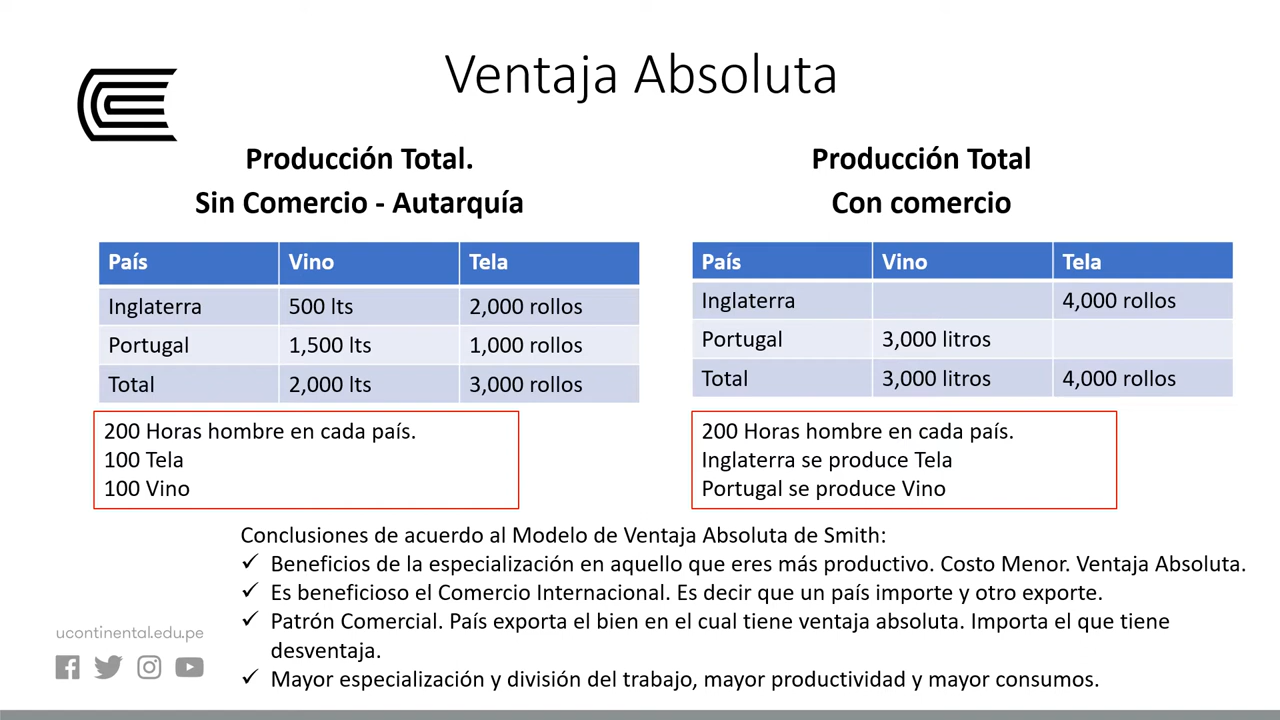 Ventaja Absoluta
Producción Total.
Sin Comercio - Autarquía
País Vino Tela
Inglaterra 500 lts 2,000 rollos
Portugal 1,500 lts 1,000 rollos
Total 2,000 lts 3,000 rollos
200 Horas hombre en cada país.
100 Tela
100 Vino
Producción Total
Con comercio
País Vino Tela
Inglaterra 4,000 rollos
Portugal 3,000 litros
Total 3,000 litros 4,000 rollos
200 Horas hombre en cada país.
Inglaterra se produce Tela
Portugal se produce Vino
Conclusiones de acuerdo al Modelo de Ventaja Absoluta de Smith:
✓ Beneficios de la especialización en aquello que eres más productivo. Costo Menor. Ventaja Absoluta.
✓ Es beneficioso el Comercio Internacional. Es decir que un país importe y otro exporte.
✓ Patrón Comercial. País exporta el bien en el cual tiene ventaja absoluta. Importa el que tiene
desventaja.
✓ Mayor especialización y división del trabajo, mayor productividad y mayor consumos.
ucontinental.edu.pe